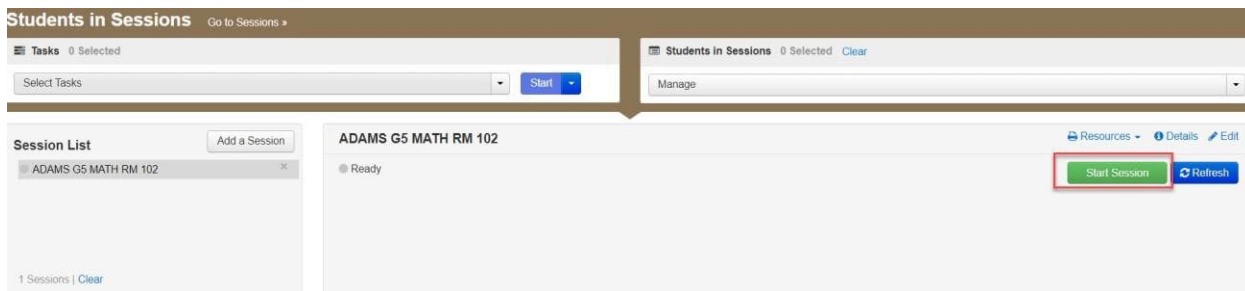 Students in Sessions Go to Sessions »
Tasks 0 Selected
Students in Sessions 0 Selected Clear
Select Tasks Start
Manage
Session List Add a Session
ADAMS G5 MATH RM 102 Resources Details Edit
ADAMS G5 MATH RM 102 ×
Ready Start Session Refresh
1 Sessions | Clear